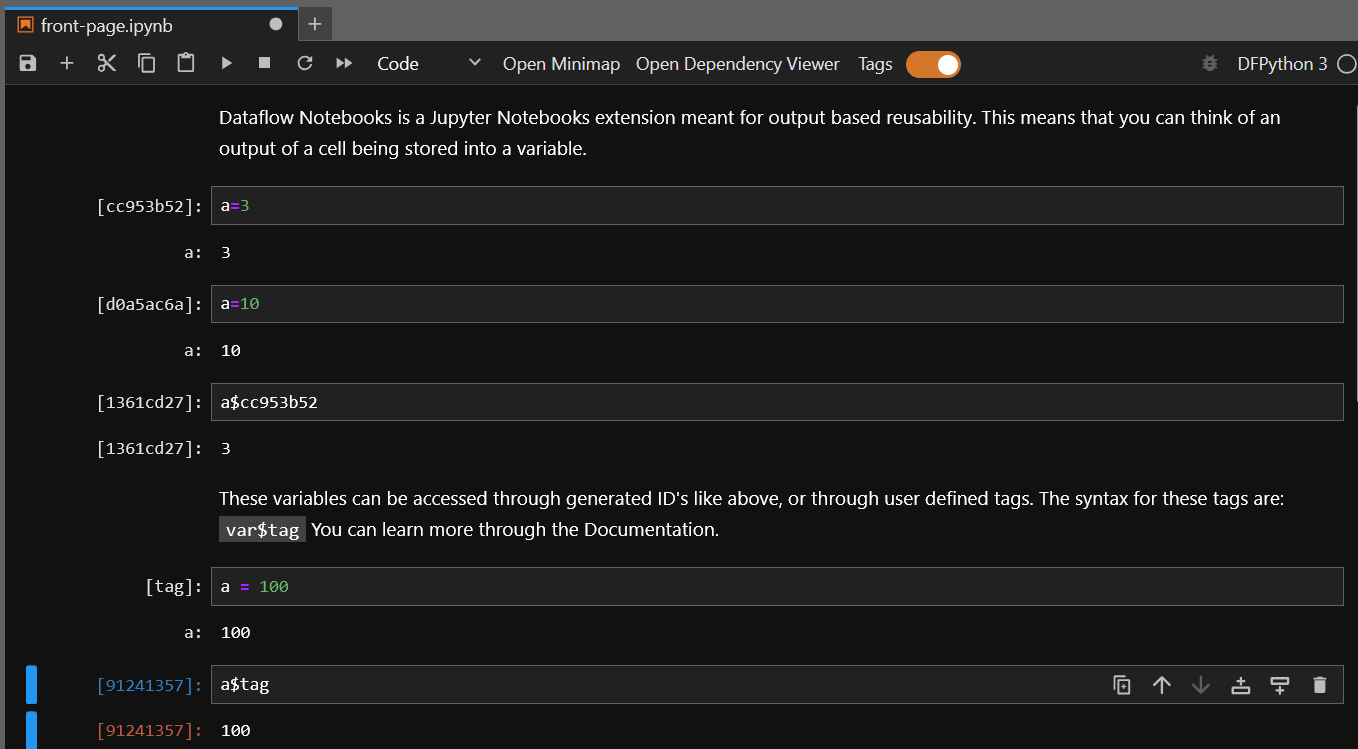 front-page.ipynb
Code Open Minimap Open Dependency Viewer Tags DFPython 3
Dataflow Notebooks is a Jupyter Notebooks extension meant for output based reusability. This means that you can think of an
output of a cell being stored into a variable.
[cc953b52]: a=3
a: 3
[d0a5ac6a]: a=10
a: 10
[1361cd27]: a$cc953b52
[1361cd27]: 3
These variables can be accessed through generated ID's like above, or through user defined tags. The syntax for these tags are:
var$tag You can learn more through the Documentation.
[tag]: a = 100
a: 100
[91241357]: a$tag
[91241357]: 100